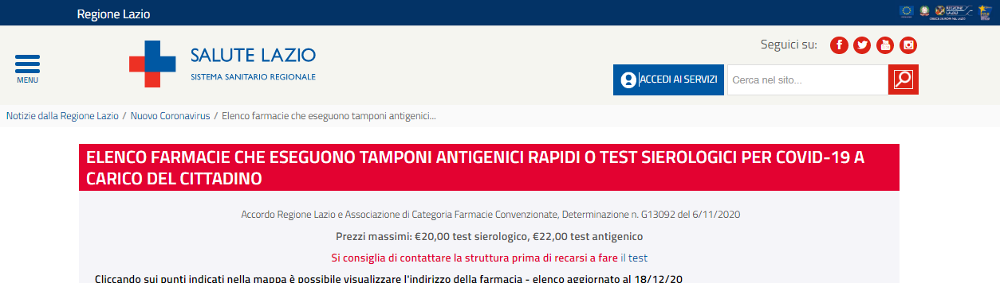 Regione Lazio
REGIONE
LAZIO
MENU
SALUTE LAZIO
SISTEMA SANITARIO REGIONALE
Seguici su:
ACCEDI AI SERVIZI
Cerca nel sito...
Notizie dalla Regione Lazio / Nuovo Coronavirus / Elenco farmacie che eseguono tamponi antigenici...
ELENCO FARMACIE CHE ESEGUONO TAMPONI ANTIGENICI RAPIDI O TEST SIEROLOGICI PER COVID-19 A
CARICO DEL CITTADINO
Accordo Regione Lazio e Associazione di Categoria Farmacie Convenzionate, Determinazione n. G13092 del 6/11/2020
Prezzi massimi: €20,00 test sierologico, €22,00 test antigenico
Si consiglia di contattare la struttura prima di recarsi a fare il test
Cliccando sui punti indicati nella mappa è possibile visualizzare l'indirizzo della farmacia - elenco aggiornato al 18/12/20